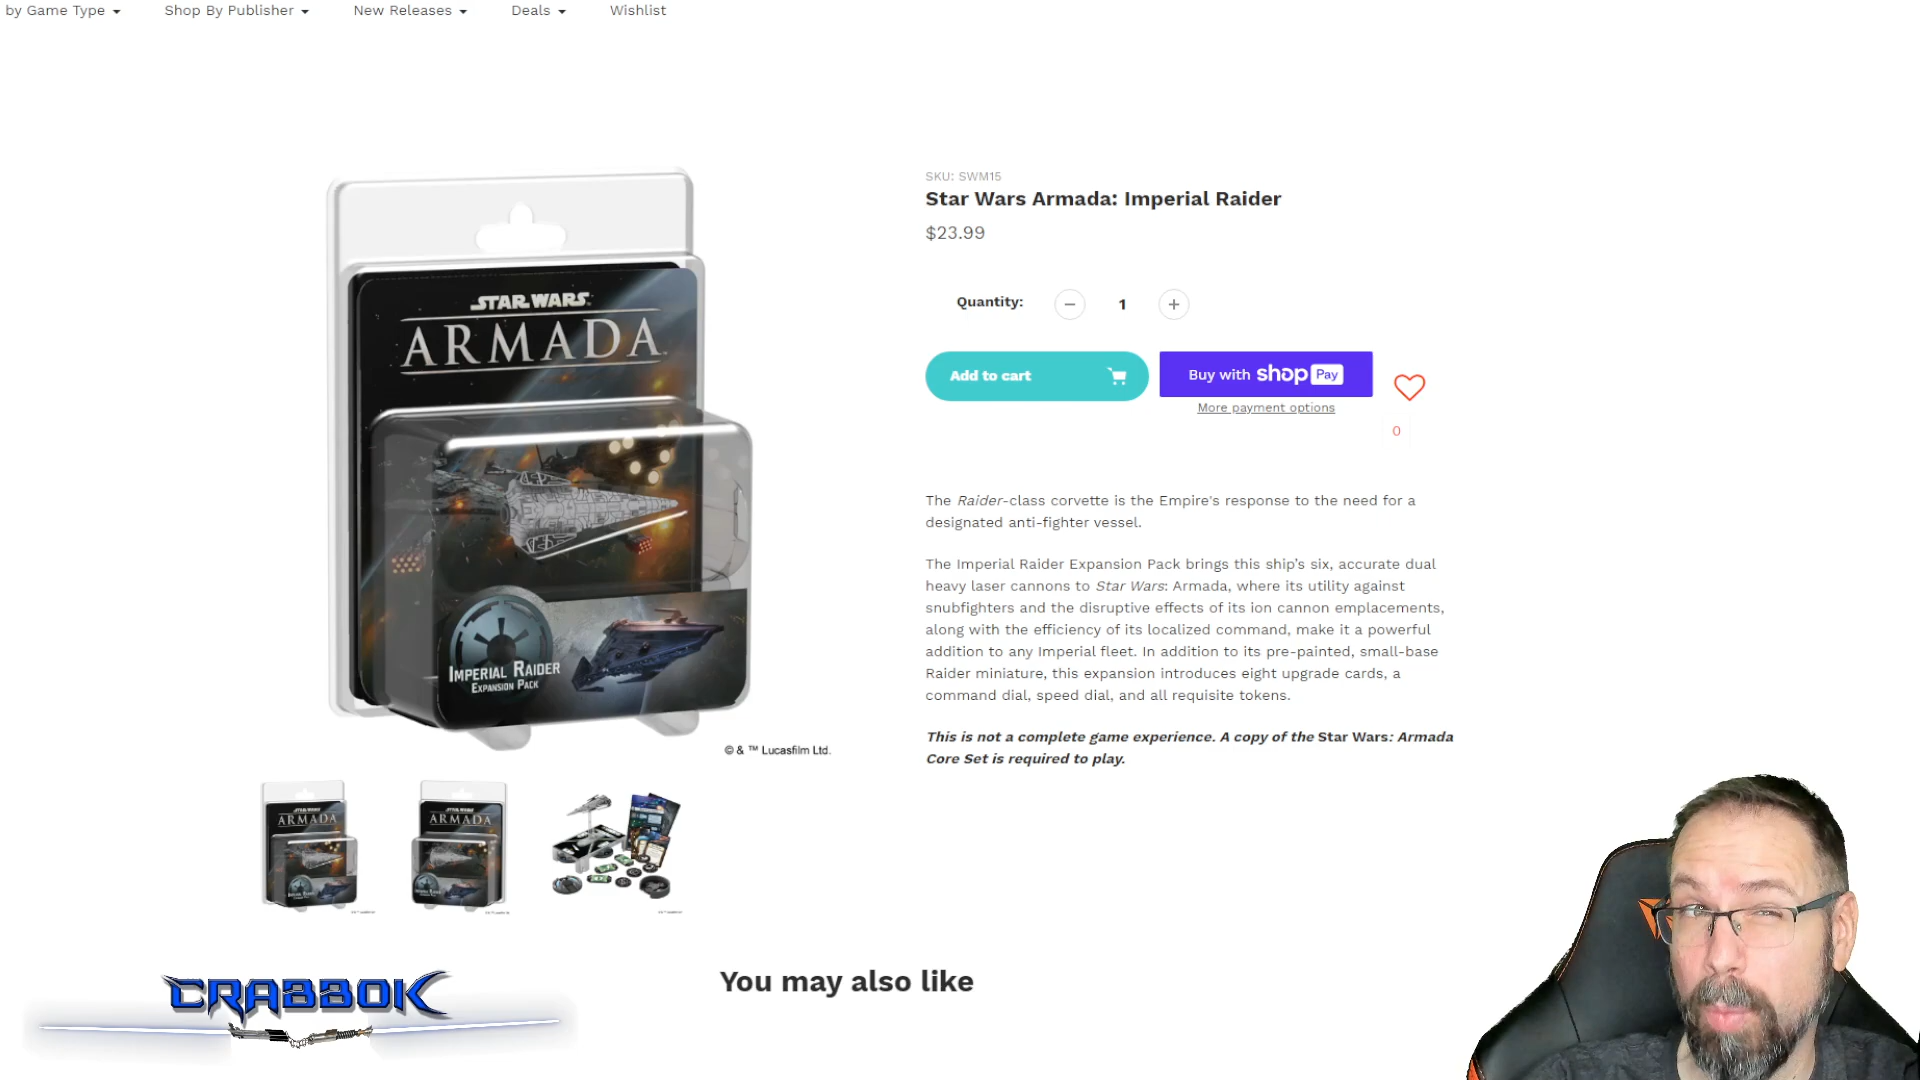 by Game Type
Shop By Publisher
New Releases
Deals
Wishlist
STAR WARS
ARMADA
IMPERIAL RAIDER
EXPANSION PACK
© & ™ Lucasfilm Ltd.
SKU: SWM15
Star Wars Armada: Imperial Raider
$23.99
Quantity:
1
Add to cart
Buy with shop Pay
More payment options
0
The Raider-class corvette is the Empire's response to the need for a
designated anti-fighter vessel.
The Imperial Raider Expansion Pack brings this ship's six, accurate dual
heavy laser cannons to Star Wars: Armada, where its utility against
snubfighters and the disruptive effects of its ion cannon emplacements,
along with the efficiency of its localized command, make it a powerful
addition to any Imperial fleet. In addition to its pre-painted, small-base
Raider miniature, this expansion introduces eight upgrade cards, a
command dial, speed dial, and all requisite tokens.
This is not a complete game experience. A copy of the Star Wars: Armada
Core Set is required to play.
STAR WARS
ARMADA
STAR WARS
ARMADA
You may also like
CRABBOK